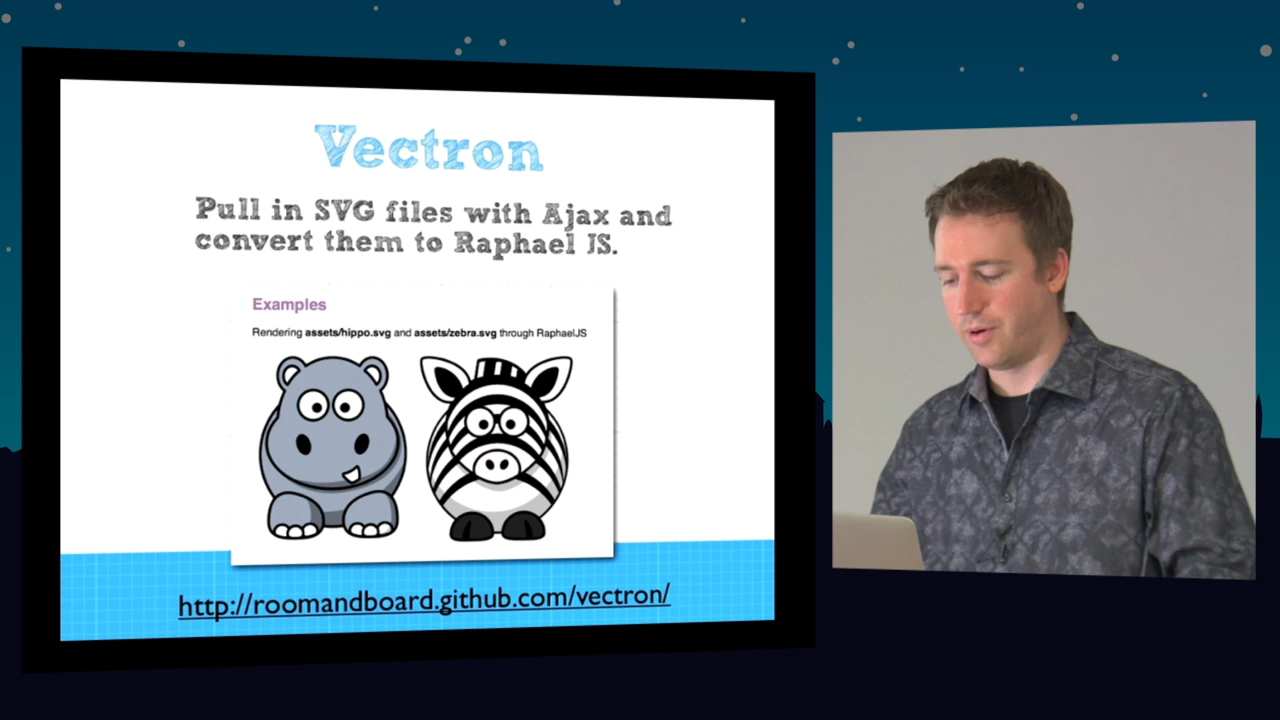 Vectron
Pull in SVG files with Ajax and
convert them to Raphael JS.
Examples
Rendering assets/hippo.svg and assets/zebra.svg through RaphaelJS
http://roomandboard.github.com/vectron/